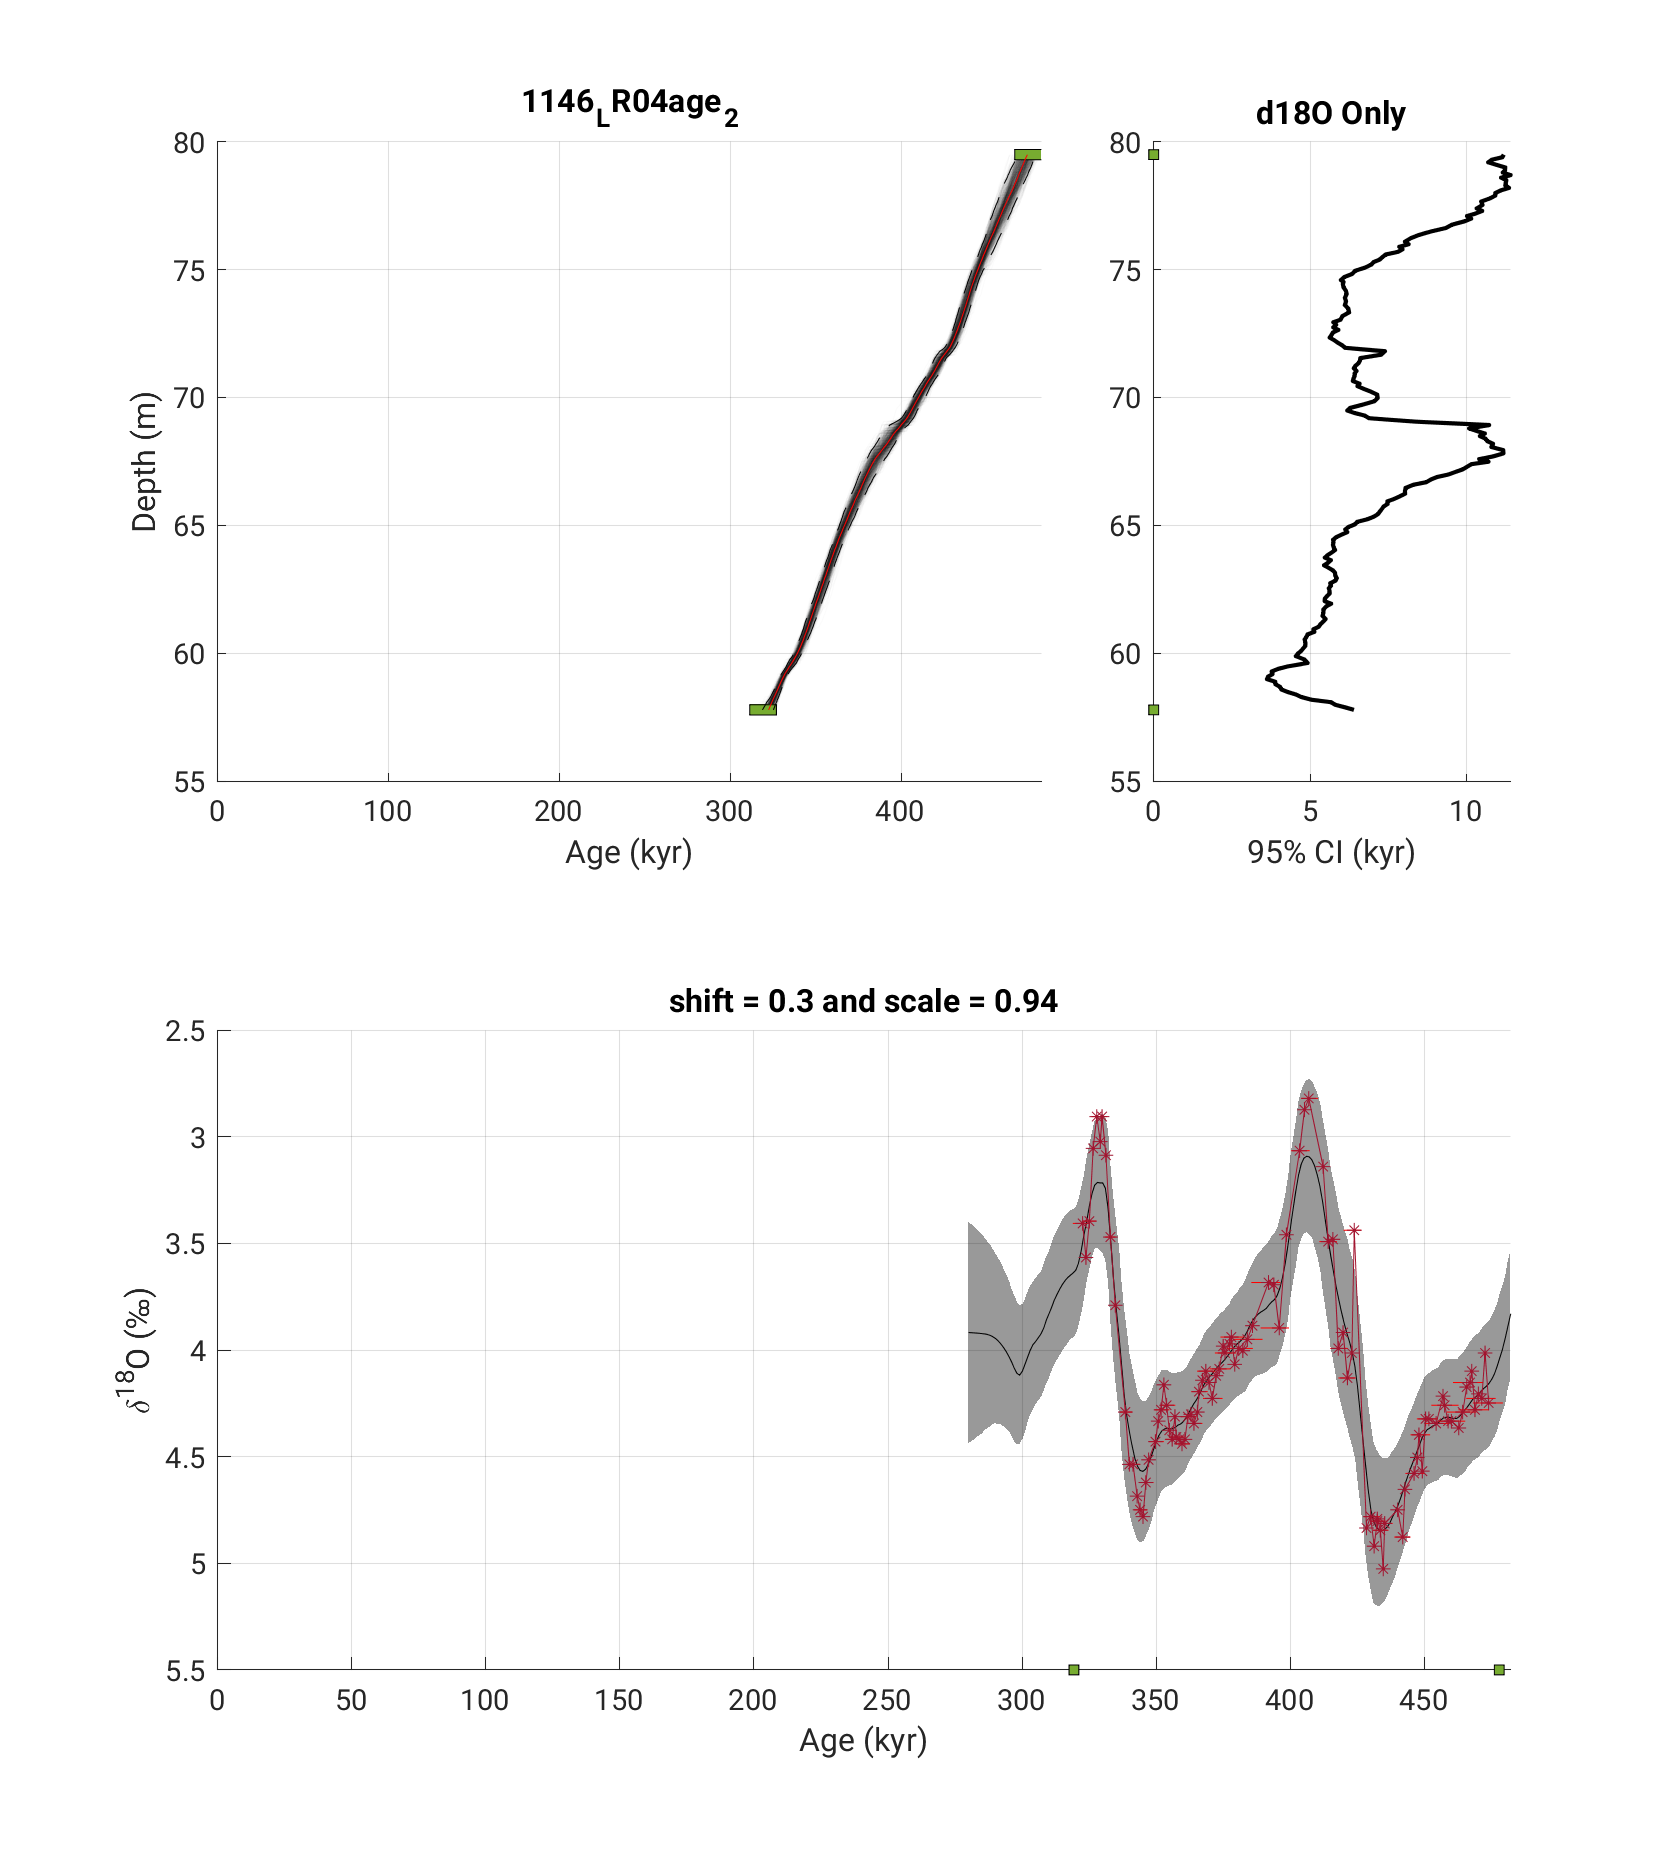 1146LR04age2
d18O Only
80
75
70
65
60
55
Depth (m)
0 100 200 300 400
Age (kyr)
80
75
70
65
60
55
0 5 10
95% CI (kyr)
shift = 0.3 and scale = 0.94
2.5
3
3.5
4
4.5
5
5.5
δ18O (‰)
0 50 100 150 200 250 300 350 400 450
Age (kyr)